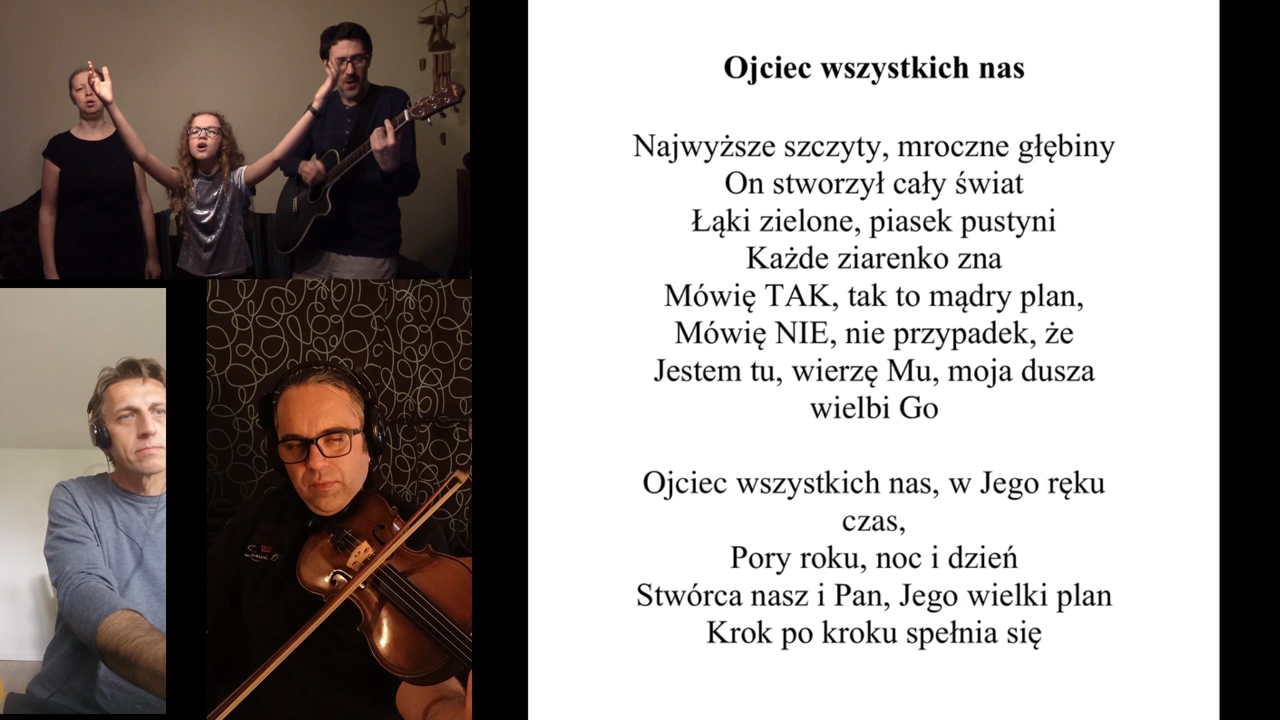 Ojciec wszystkich nas
Najwyższe szczyty, mroczne głębiny
On stworzył cały świat
Łąki zielone, piasek pustyni
Każde ziarenko zna
Mówię TAK, tak to mądry plan,
Mówię NIE, nie przypadek, że
Jestem tu, wierzę Mu, moja dusza
wielbi Go
Ojciec wszystkich nas, w Jego ręku
czas,
Pory roku, noc i dzień
Stwórca nasz i Pan, Jego wielki plan
Krok po kroku spełnia się